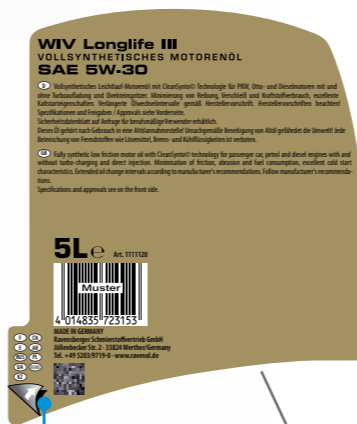 WIV Longlife III
VOLLSYNTHETISCHES MOTORENÖL
SAE 5W-30
D Vollsynthetisches Leichtlauf-Motorenöl mit CleanSynto© Technologie für PKW, Otto- und Dieselmotoren mit und
ohne Turboaufladung und Direkteinspritzer. Minimierung von Reibung, Verschleiß und Kraftstoffverbrauch, exzellente
Kaltstarteigenschaften. Verlängerte Ölwechselintervalle gemäß Herstellervorschrift. Herstellervorschriften beachten!
Spezifikationen und Freigaben / Approvals siehe Vorderseite.
Sicherheitsdatenblatt auf Anfrage für berufsmäßige Verwender erhältlich.
Dieses Öl gehört nach Gebrauch in eine Altölannahmestelle! Unsachgemäße Beseitigung von Altöl gefährdet die Umwelt! Jede
Beimischung von Fremdstoffen wie Lösemittel, Brems- und Kühlflüssigkeiten ist verboten.
GB Fully synthetic low friction motor oil with CleanSynto© technology for passenger car, petrol and diesel engines with and
without turbo-charging and direct injection. Minimisation of friction, abrasion and fuel consumption, excellent cold start
characteristics. Extended oil change intervals according to manufacturer's recommendations. Follow manufacturer's recommenda-
tions.
Specifications and approvals see on the front side.
5L e Art. 1111120
Muster
4 014835 723153
MADE IN GERMANY
Ravensberger Schmierstoffvertrieb GmbH
Jöllenbecker Str. 2 · 33824 Werther/Germany
Tel. +49 5203/9719-0 · www.ravenol.de
F CN
E AR
RUS PL
UA
KZ